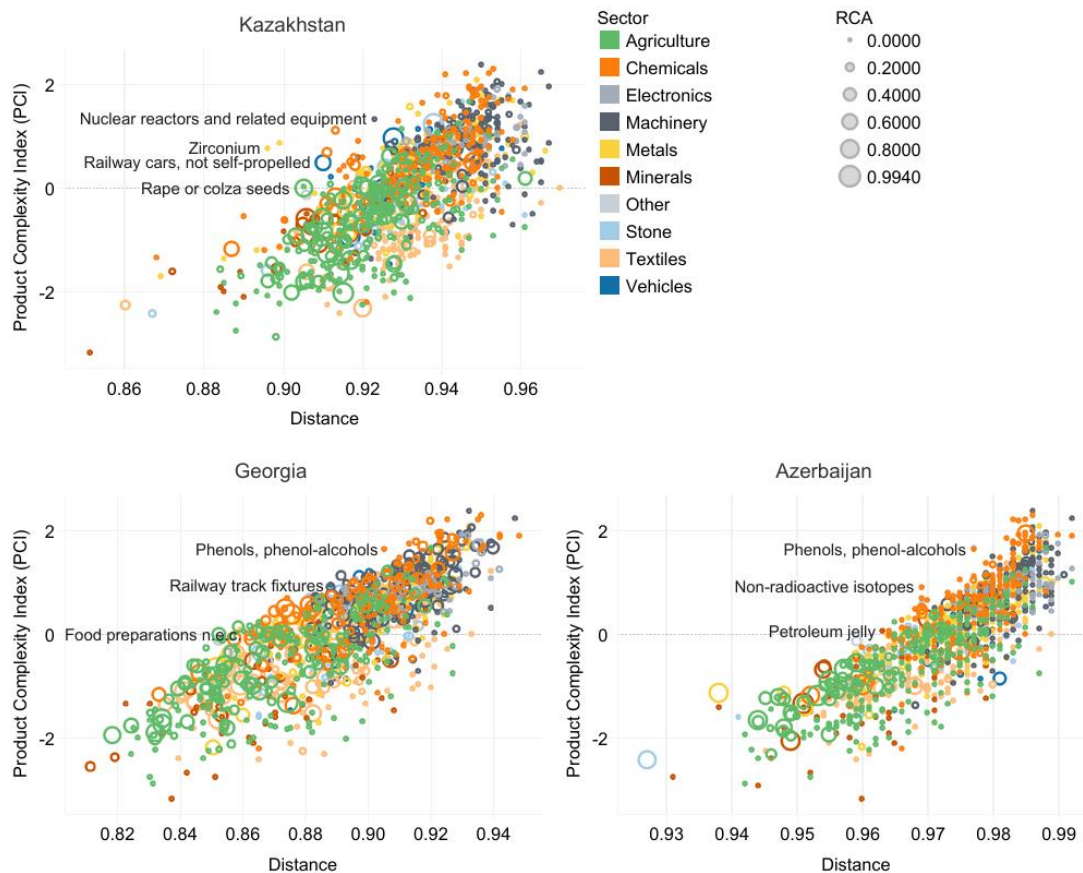 Kazakhstan
Product Complexity Index (PCI)
2
0
-2
Nuclear reactors and related equipment
Zirconium
Railway cars, not self-propelled
Rape or colza seeds
0.86
0.88
0.90
0.92
0.94
0.96
Distance
Sector
Agriculture
Chemicals
Electronics
Machinery
Metals
Minerals
Other
Stone
Textiles
Vehicles
RCA
0.0000
0.2000
0.4000
0.6000
0.8000
0.9940
Georgia
Product Complexity Index (PCI)
2
0
-2
Phenols, phenol-alcohols
Railway track fixtures
Food preparations n.e.c.
0.82
0.84
0.86
0.88
0.90
0.92
0.94
Distance
Azerbaijan
Product Complexity Index (PCI)
2
0
-2
Phenols, phenol-alcohols
Non-radioactive isotopes
Petroleum jelly
0.93
0.94
0.95
0.96
0.97
0.98
0.99
Distance